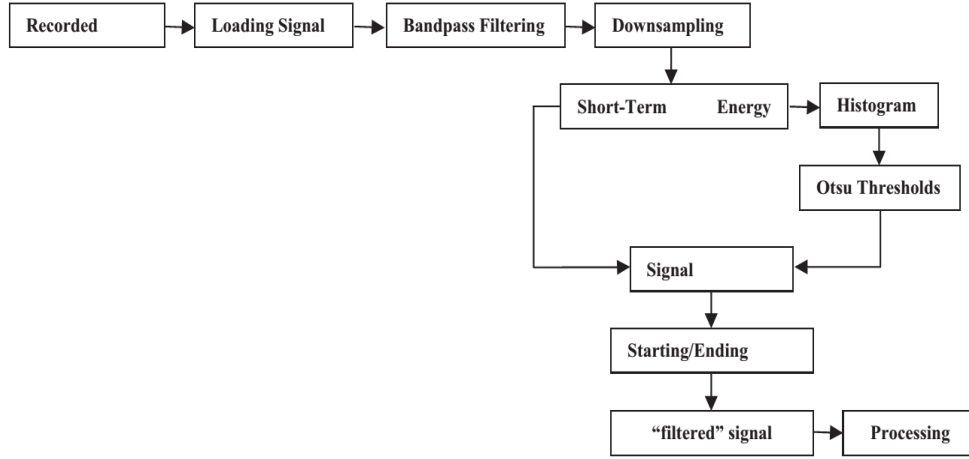 Recorded
Loading Signal
Bandpass Filtering
Downsampling
Short-Term Energy
Histogram
Otsu Thresholds
Signal
Starting/Ending
“filtered” signal
Processing